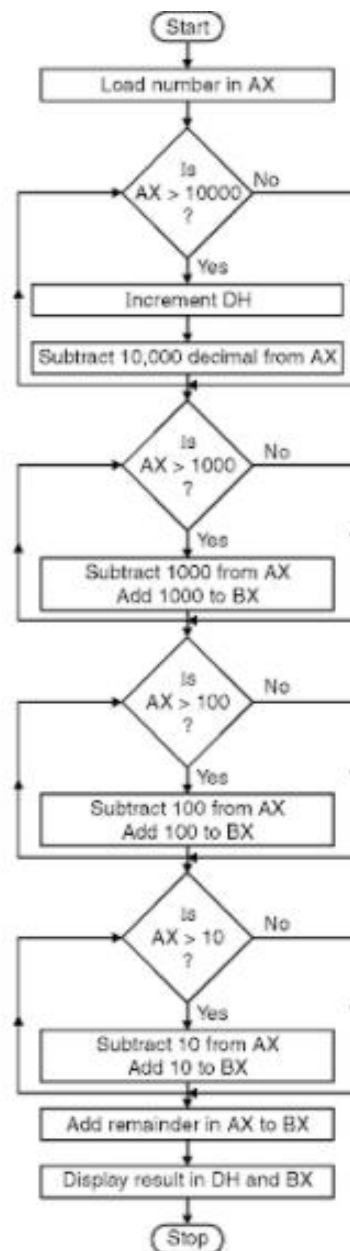 Start
Load number in AX
Is
AX > 10000
?
No
Yes
Increment DH
Subtract 10,000 decimal from AX
Is
AX > 1000
?
No
Yes
Subtract 1000 from AX
Add 1000 to BX
Is
AX > 100
?
No
Yes
Subtract 100 from AX
Add 100 to BX
Is
AX > 10
?
No
Yes
Subtract 10 from AX
Add 10 to BX
Add remainder in AX to BX
Display result in DH and BX
Stop